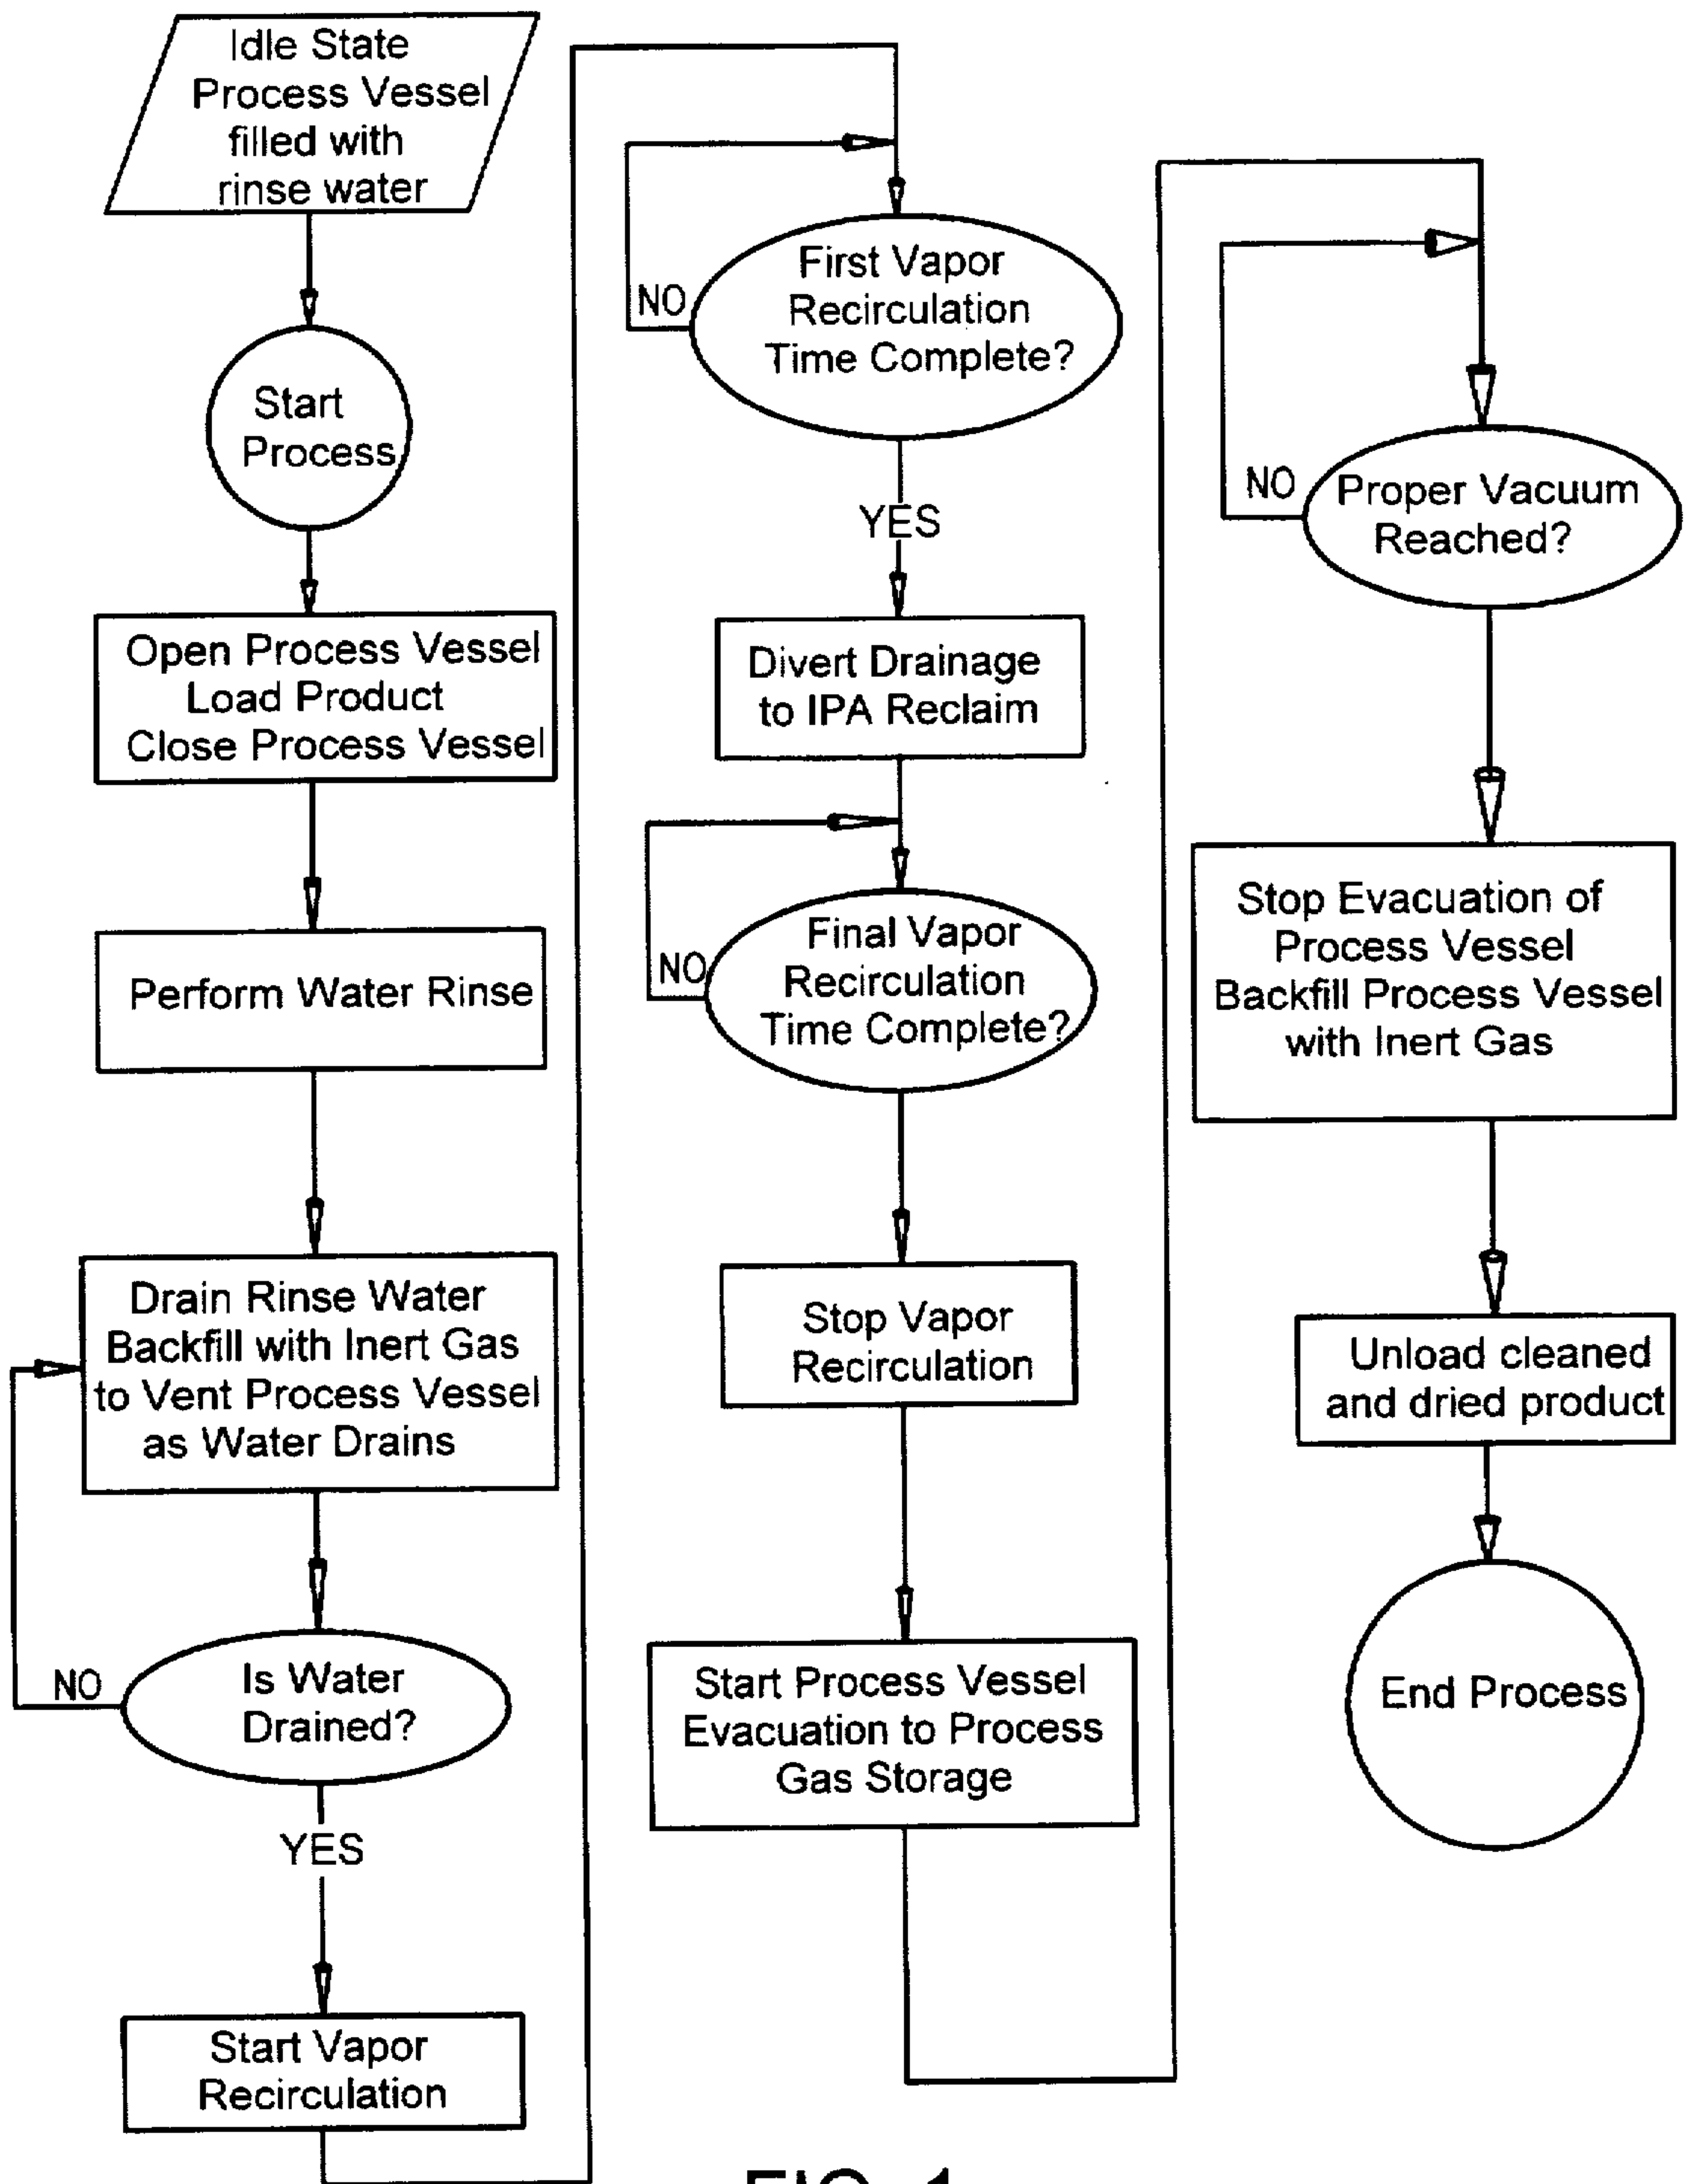 Idle State
Process Vessel
filled with
rinse water
Start
Process
Open Process Vessel
Load Product
Close Process Vessel
Perform Water Rinse
Drain Rinse Water
Backfill with Inert Gas
to Vent Process Vessel
as Water Drains
NO
Is Water
Drained?
YES
Start Vapor
Recirculation
First Vapor
Recirculation
Time Complete?
NO
YES
Divert Drainage
to IPA Reclaim
Final Vapor
Recirculation
Time Complete?
NO
Stop Vapor
Recirculation
Start Process Vessel
Evacuation to Process
Gas Storage
NO
Proper Vacuum
Reached?
Stop Evacuation of
Process Vessel
Backfill Process Vessel
with Inert Gas
Unload cleaned
and dried product
End Process
FIG. 1